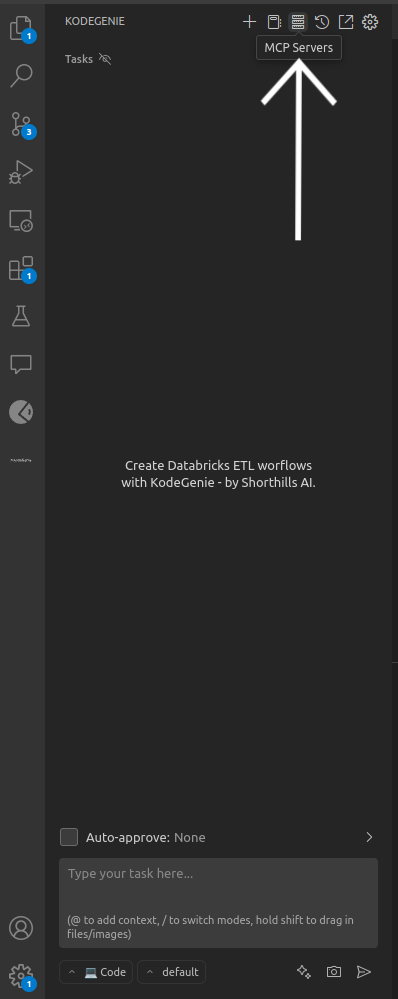 KODEGENIE
MCP Servers
Tasks
1
3
1
Create Databricks ETL worflows
with KodeGenie - by Shorthills AI.
Auto-approve: None
Type your task here...
(@ to add context, / to switch modes, hold shift to drag in
files/images)
Code default
1